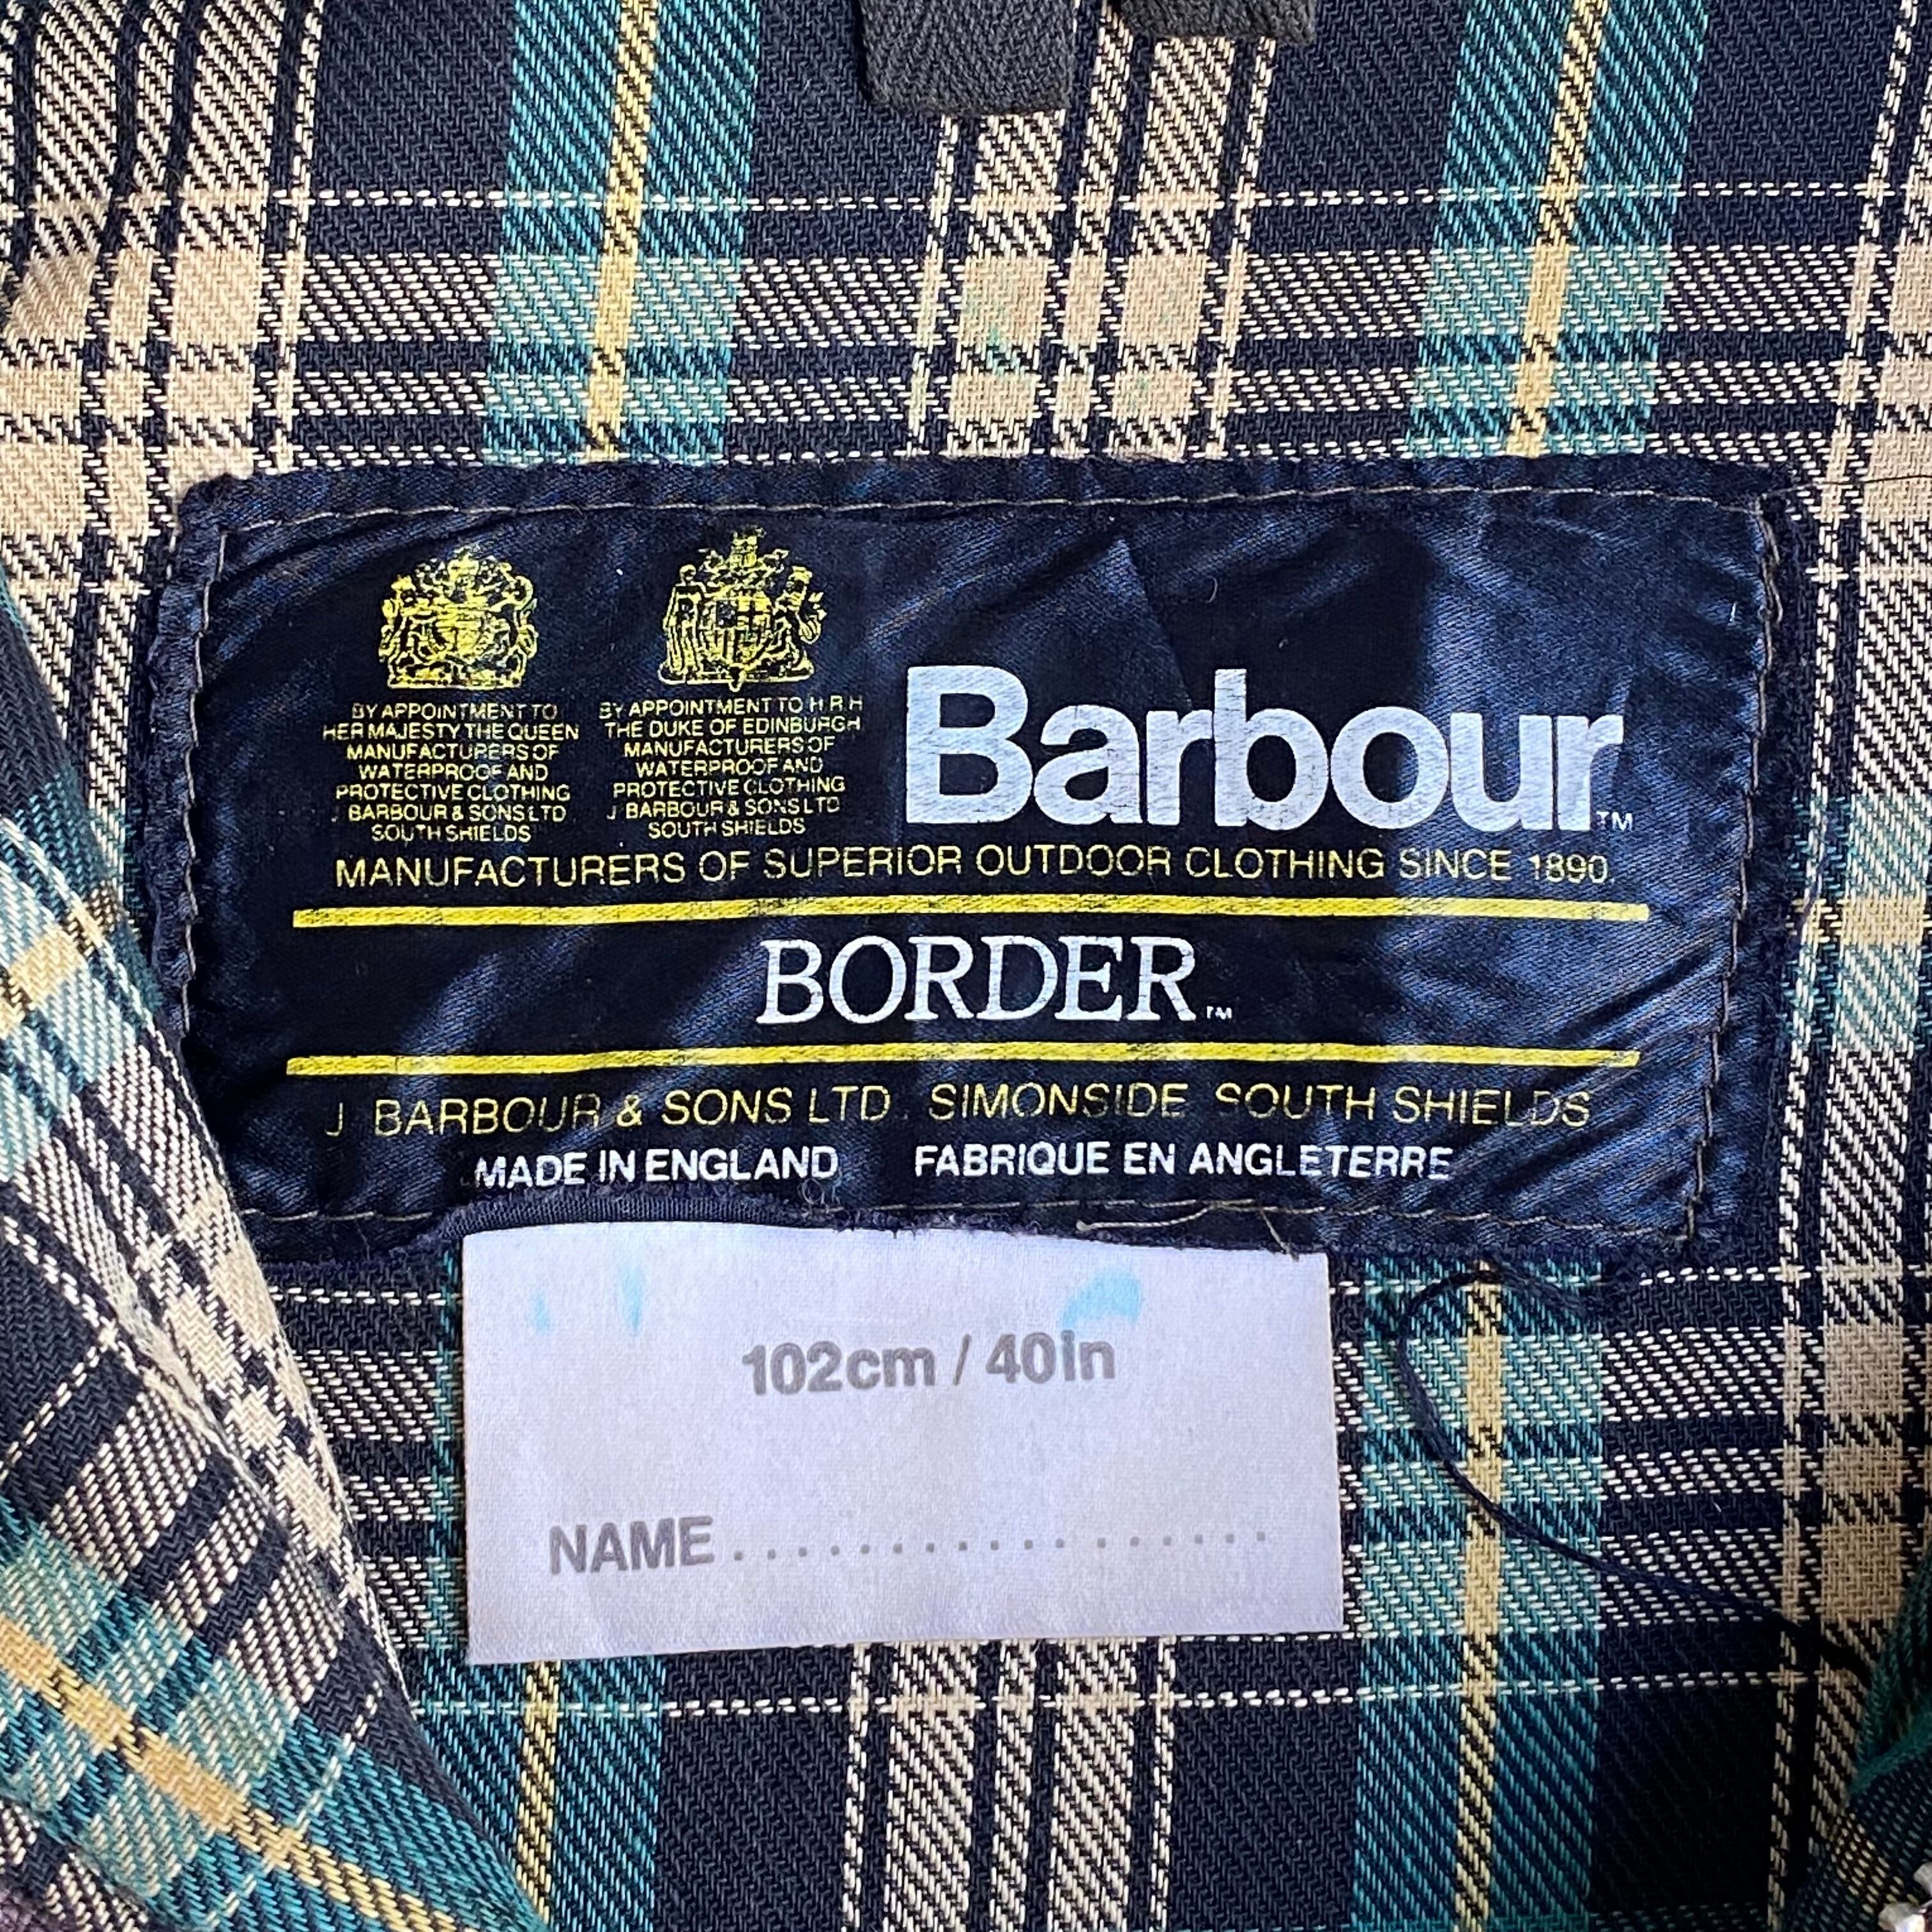 BY APPOINTMENT TO
HER MAJESTY THE QUEEN
MANUFACTURERS OF
WATERPROOF AND
PROTECTIVE CLOTHING
J BARBOUR & SONS LTD
SOUTH SHIELDS
BY APPOINTMENT TO H R H
THE DUKE OF EDINBURGH
MANUFACTURERS OF
WATERPROOF AND
PROTECTIVE CLOTHING
J BARBOUR & SONS LTD
SOUTH SHIELDS
Barbour™
MANUFACTURERS OF SUPERIOR OUTDOOR CLOTHING SINCE 1890.
BORDER™
J BARBOUR & SONS LTD. SIMONSIDE SOUTH SHIELDS
MADE IN ENGLAND FABRIQUE EN ANGLETERRE
102cm / 40in
NAME..................